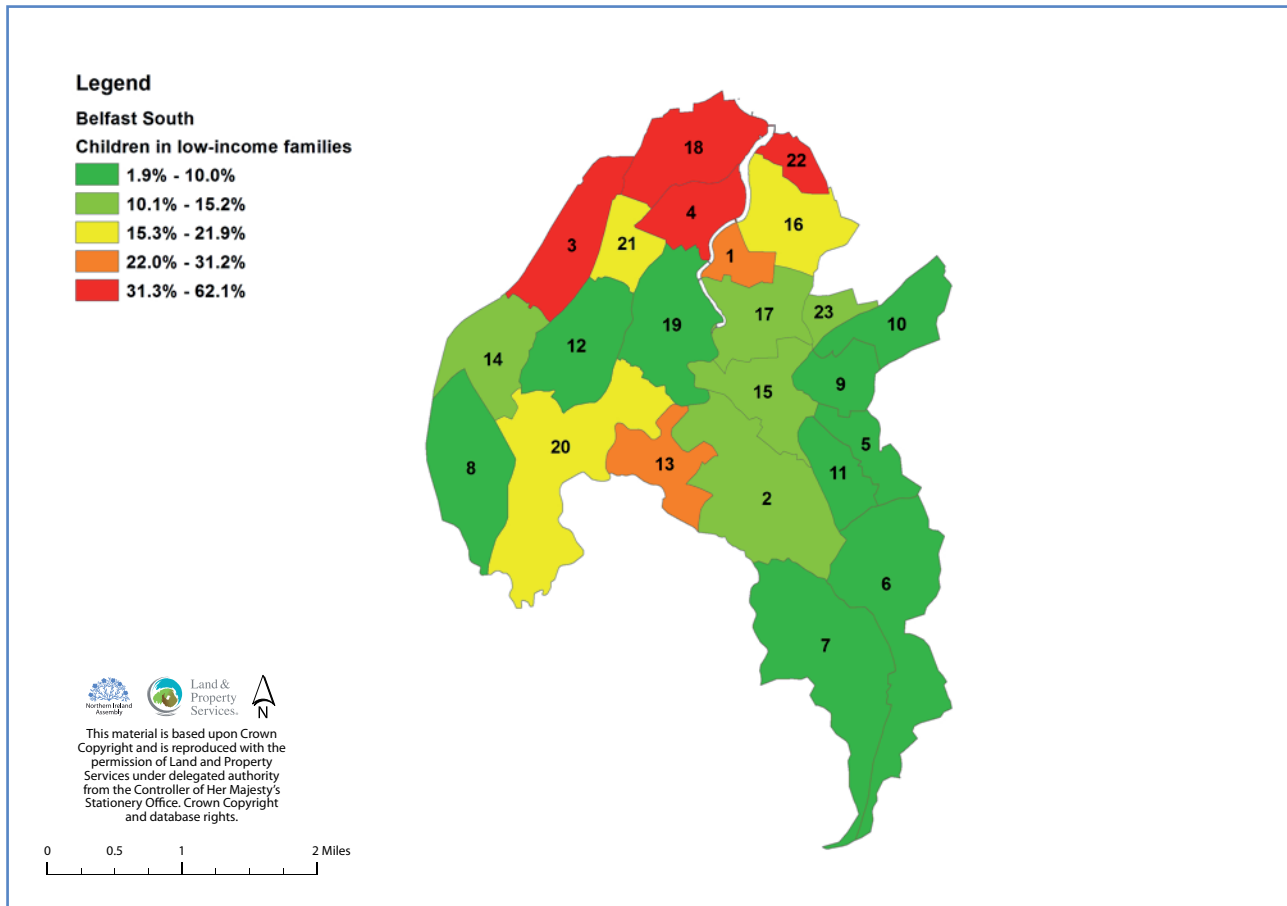 Legend
Belfast South
Children in low-income families
1.9% - 10.0%
10.1% - 15.2%
15.3% - 21.9%
22.0% - 31.2%
31.3% - 62.1%
18
22
4
16
3
21
1
17
23
10
19
12
14
9
15
5
20
13
11
8
2
6
7
Northern Ireland
Assembly
Land &
Property
Services.
N
This material is based upon Crown
Copyright and is reproduced with the
permission of Land and Property
Services under delegated authority
from the Controller of Her Majesty's
Stationery Office. Crown Copyright
and database rights.
0 0.5 1 2 Miles